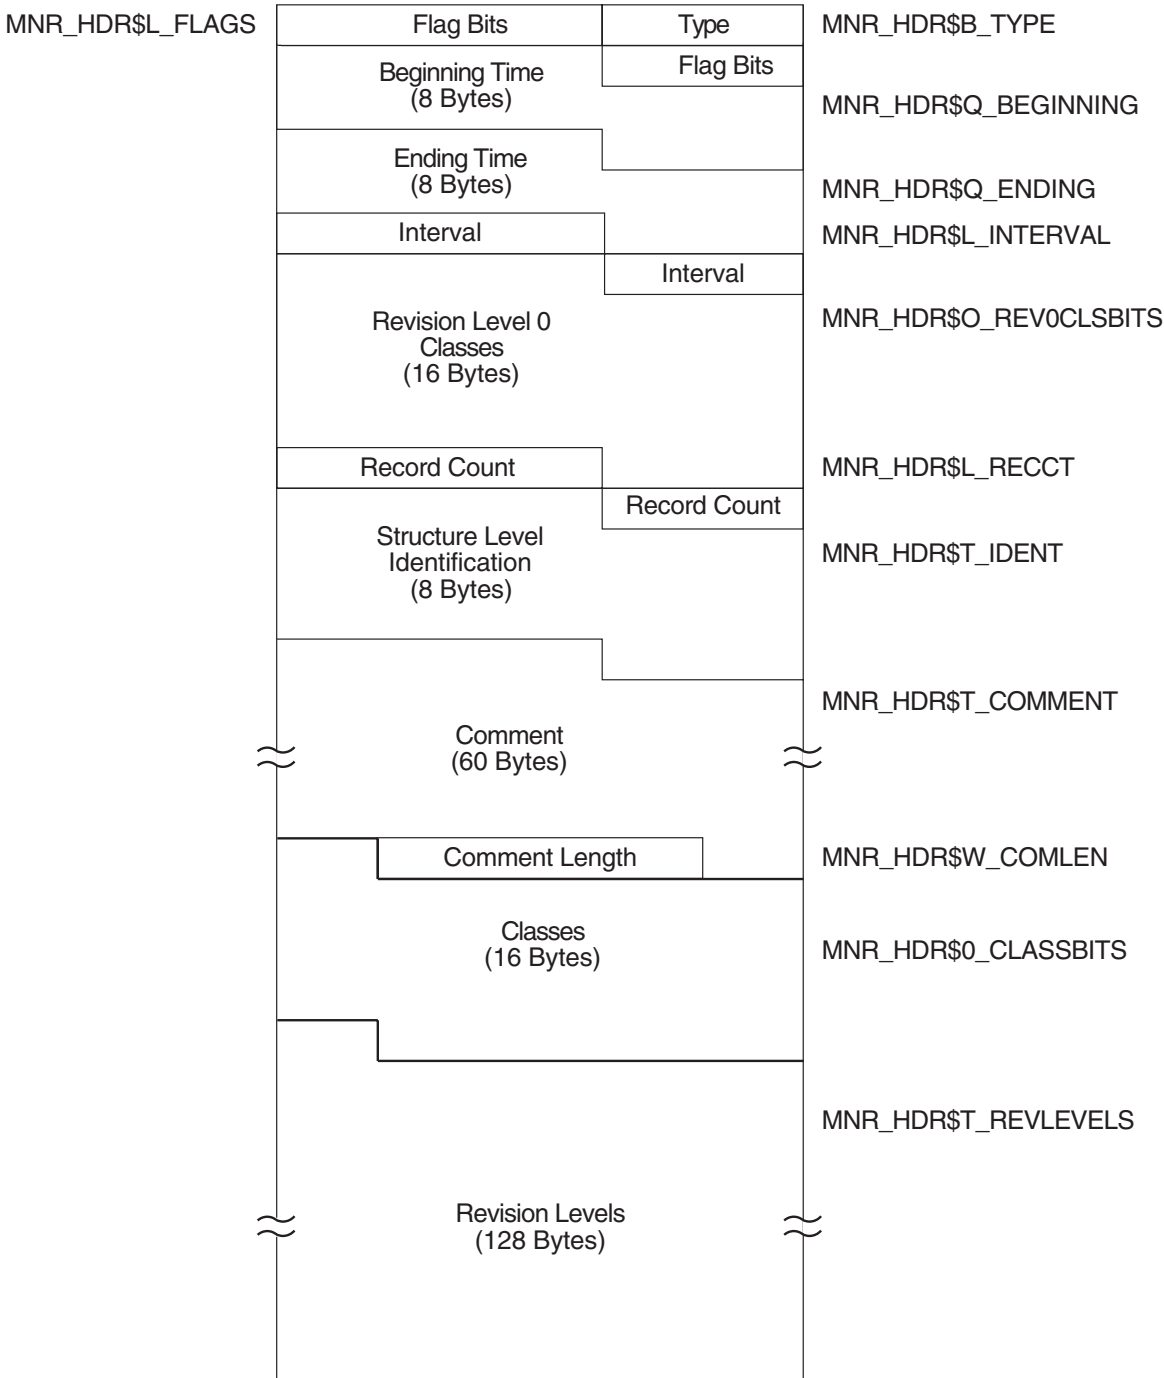 MNR_HDR$L_FLAGS Flag Bits Type MNR_HDR$B_TYPE
Beginning Time
(8 Bytes)
Flag Bits
MNR_HDR$Q_BEGINNING
Ending Time
(8 Bytes)
MNR_HDR$Q_ENDING
Interval MNR_HDR$L_INTERVAL
Interval
Revision Level 0
Classes
(16 Bytes)
MNR_HDR$O_REV0CLSBITS
Record Count MNR_HDR$L_RECCT
Record Count
Structure Level
Identification
(8 Bytes)
MNR_HDR$T_IDENT
MNR_HDR$T_COMMENT
Comment
(60 Bytes)
Comment Length MNR_HDR$W_COMLEN
Classes
(16 Bytes)
MNR_HDR$0_CLASSBITS
MNR_HDR$T_REVLEVELS
Revision Levels
(128 Bytes)